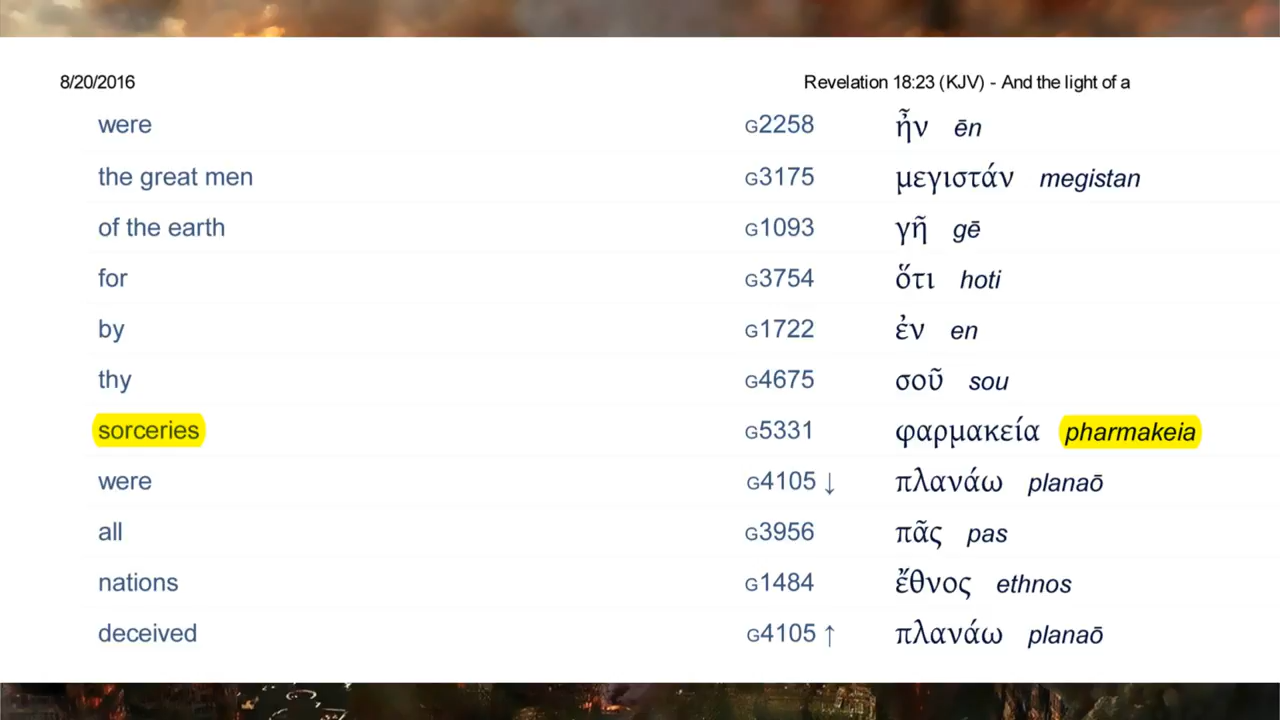 8/20/2016 Revelation 18:23 (KJV) - And the light of a
were G2258 ἦν ēn
the great men G3175 μεγιστάν megistan
of the earth G1093 γῆ gē
for G3754 ὅτι hoti
by G1722 ἐν en
thy G4675 σοῦ sou
sorceries G5331 φαρμακεία pharmakeia
were G4105 ↓ πλανάω planaō
all G3956 πᾶς pas
nations G1484 ἔθνος ethnos
deceived G4105 ↑ πλανάω planaō